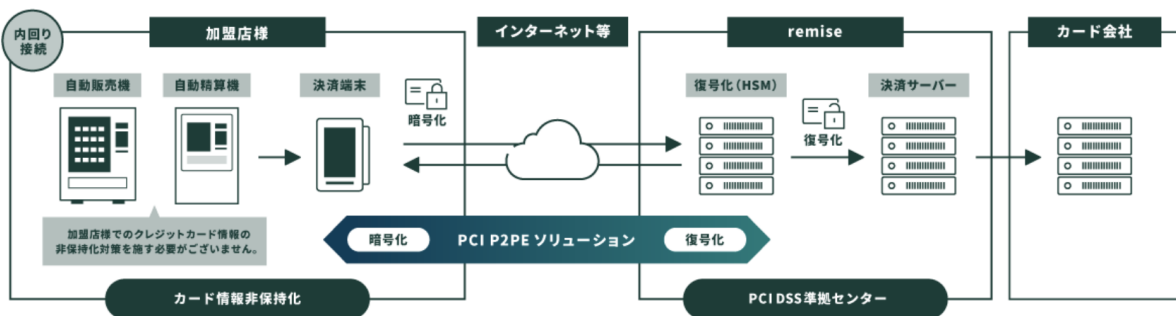 内回り
接続
加盟店様
インターネット等
remise
カード会社
自動販売機
自動精算機
決済端末
暗号化
復号化（HSM）
復号化
決済サーバー
加盟店様でのクレジットカード情報の
非保持化対策を施す必要がございません。
暗号化
PCI P2PE ソリューション
復号化
カード情報非保持化
PCI DSS準拠センター